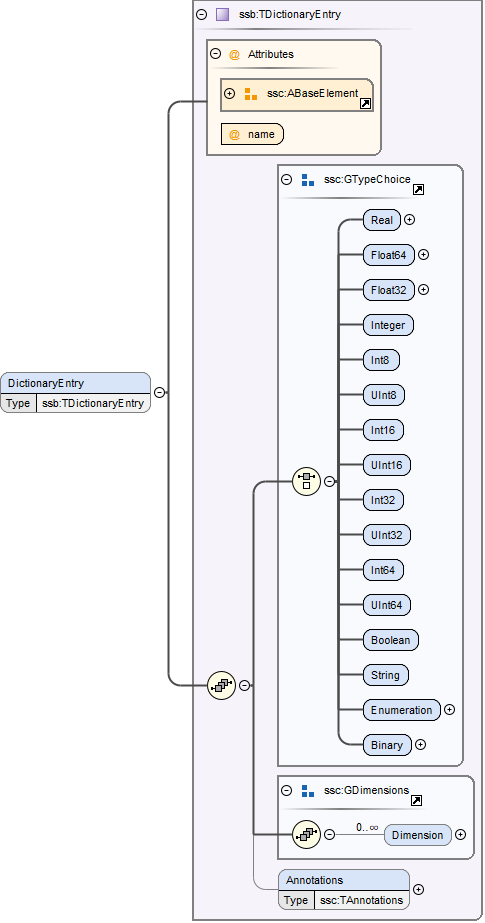 ssb:TDictionaryEntry
@ Attributes
ssc:ABaseElement
@ name
ssc:GTypeChoice
Real
Float64
Float32
Integer
Int8
UInt8
Int16
UInt16
Int32
UInt32
Int64
UInt64
Boolean
String
Enumeration
Binary
DictionaryEntry
Type ssb:TDictionaryEntry
ssc:GDimensions
0..∞
Dimension
Annotations
Type ssc:TAnnotations